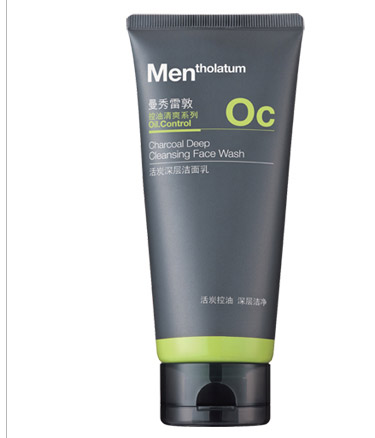 Mentholatum
曼秀雷敦
控油清爽系列
Oil.Control
Oc
Charcoal Deep
Cleansing Face Wash
活炭深层洁面乳
活炭控油 深层洁净